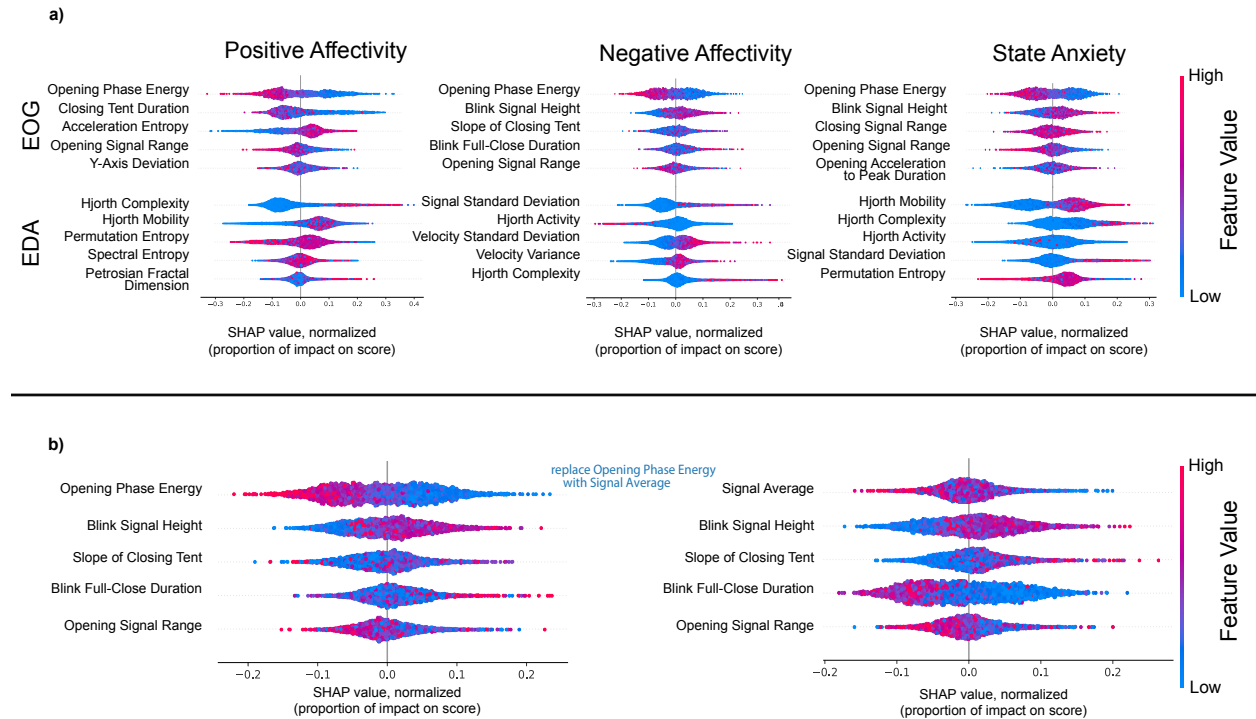 a)
Positive Affectivity
Negative Affectivity
State Anxiety
EOG
Opening Phase Energy
Closing Tent Duration
Acceleration Entropy
Opening Signal Range
Y-Axis Deviation
EDA
Hjorth Complexity
Hjorth Mobility
Permutation Entropy
Spectral Entropy
Petrosian Fractal
Dimension
−0.3 −0.2 −0.1 0.0 0.1 0.2 0.3 0.4
SHAP value, normalized
(proportion of impact on score)
Opening Phase Energy
Blink Signal Height
Slope of Closing Tent
Blink Full-Close Duration
Opening Signal Range
Signal Standard Deviation
Hjorth Activity
Velocity Standard Deviation
Velocity Variance
Hjorth Complexity
−0.3 −0.2 −0.1 0.0 0.1 0.2 0.3
SHAP value, normalized
(proportion of impact on score)
Opening Phase Energy
Blink Signal Height
Closing Signal Range
Opening Signal Range
Opening Acceleration
to Peak Duration
Hjorth Mobility
Hjorth Complexity
Hjorth Activity
Signal Standard Deviation
Permutation Entropy
−0.3 −0.2 −0.1 0.0 0.1 0.2 0.3
SHAP value, normalized
(proportion of impact on score)
High
Feature Value
Low
b)
Opening Phase Energy
Blink Signal Height
Slope of Closing Tent
Blink Full-Close Duration
Opening Signal Range
−0.2 −0.1 0.0 0.1 0.2
SHAP value, normalized
(proportion of impact on score)
replace Opening Phase Energy
with Signal Average
Signal Average
Blink Signal Height
Slope of Closing Tent
Blink Full-Close Duration
Opening Signal Range
−0.2 −0.1 0.0 0.1 0.2
SHAP value, normalized
(proportion of impact on score)
High
Feature Value
Low